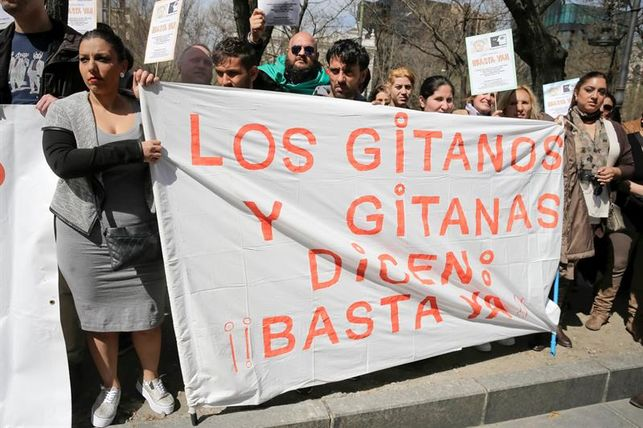 LOS GITANOS
Y GITANAS
DICEN:
¡¡BASTA YA!!